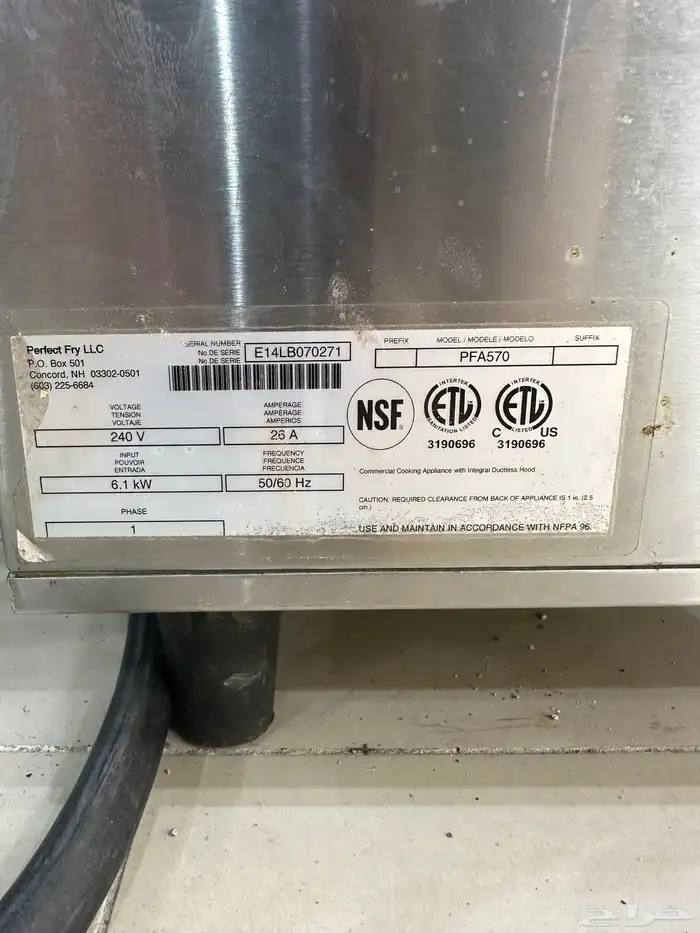 Perfect Fry LLC
P.O. Box 501
Concord, NH 03302-0501
(603) 225-6684
SERIAL NUMBER
No DE SÉRIE
No DE SÉRIE
E14LB070271
PREFIX
MODEL / MODELE / MODELO
SUFFIX
PFA570
VOLTAGE
TENSION
VOLTAJE
240 V
AMPERAGE
AMPÉRAGE
AMPERIOS
26 A
INPUT
POUVOIR
ENTRADA
6.1 kW
FREQUENCY
FRÉQUENCE
FRECUENCIA
50/60 Hz
PHASE
1
NSF
INTERTEK
ETL
SANITATION LISTED
3190696
INTERTEK
ETL
LISTED
C US
3190696
Commercial Cooking Appliance with Integral Ductless Hood
CAUTION: REQUIRED CLEARANCE FROM BACK OF APPLIANCE IS 1 in. (2.5
cm.)
USE AND MAINTAIN IN ACCORDANCE WITH NFPA 96.
حراج